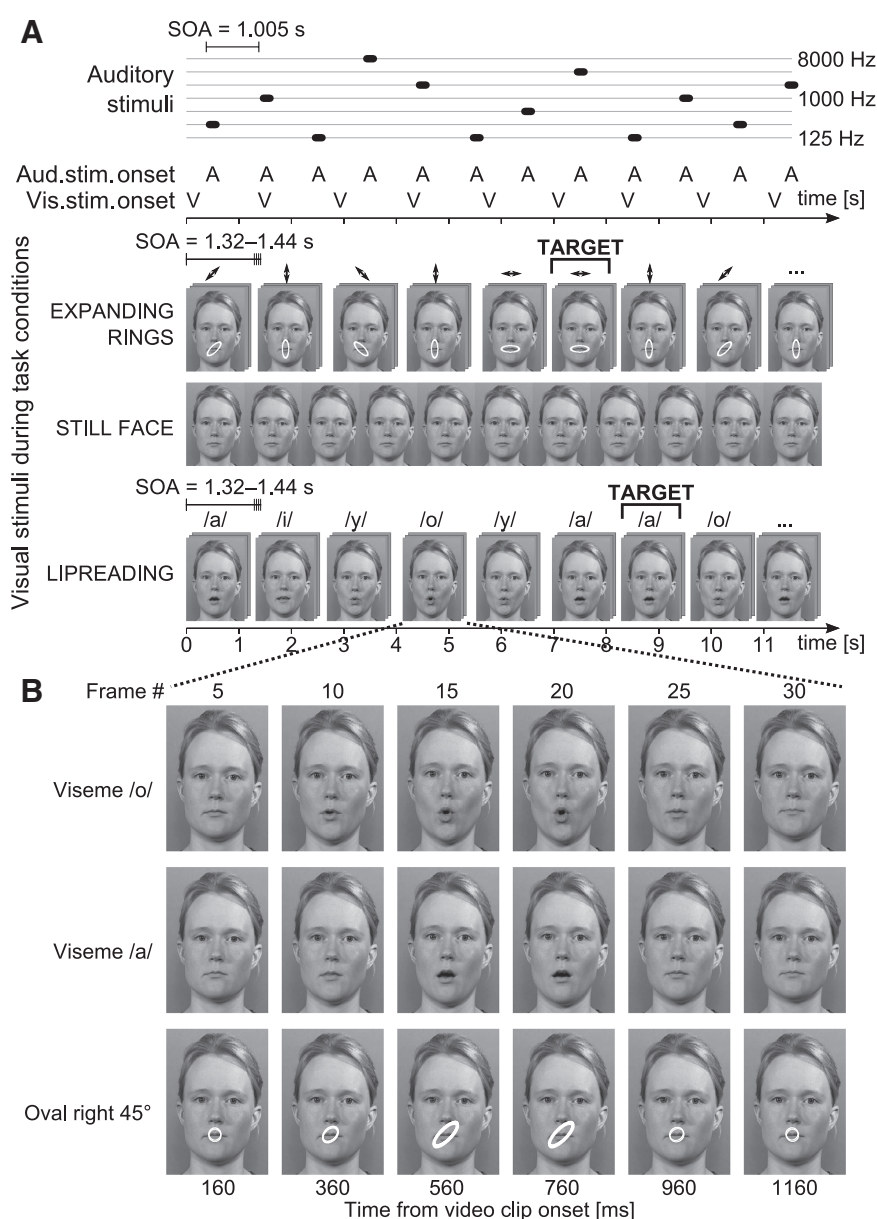 A
SOA = 1.005 s
Auditory
stimuli
8000 Hz
1000 Hz
125 Hz
Aud.stim.onset A A A A A A A A A A A A
Vis.stim.onset V V V V V V V V V time [s]
Visual stimuli during task conditions
SOA = 1.32–1.44 s
TARGET
EXPANDING
RINGS
...
STILL FACE
SOA = 1.32–1.44 s
TARGET
/a/ /i/ /y/ /o/ /y/ /a/ /a/ /o/ ...
LIPREADING
0 1 2 3 4 5 6 7 8 9 10 11 time [s]
B
Frame # 5 10 15 20 25 30
Viseme /o/
Viseme /a/
Oval right 45°
160 360 560 760 960 1160
Time from video clip onset [ms]